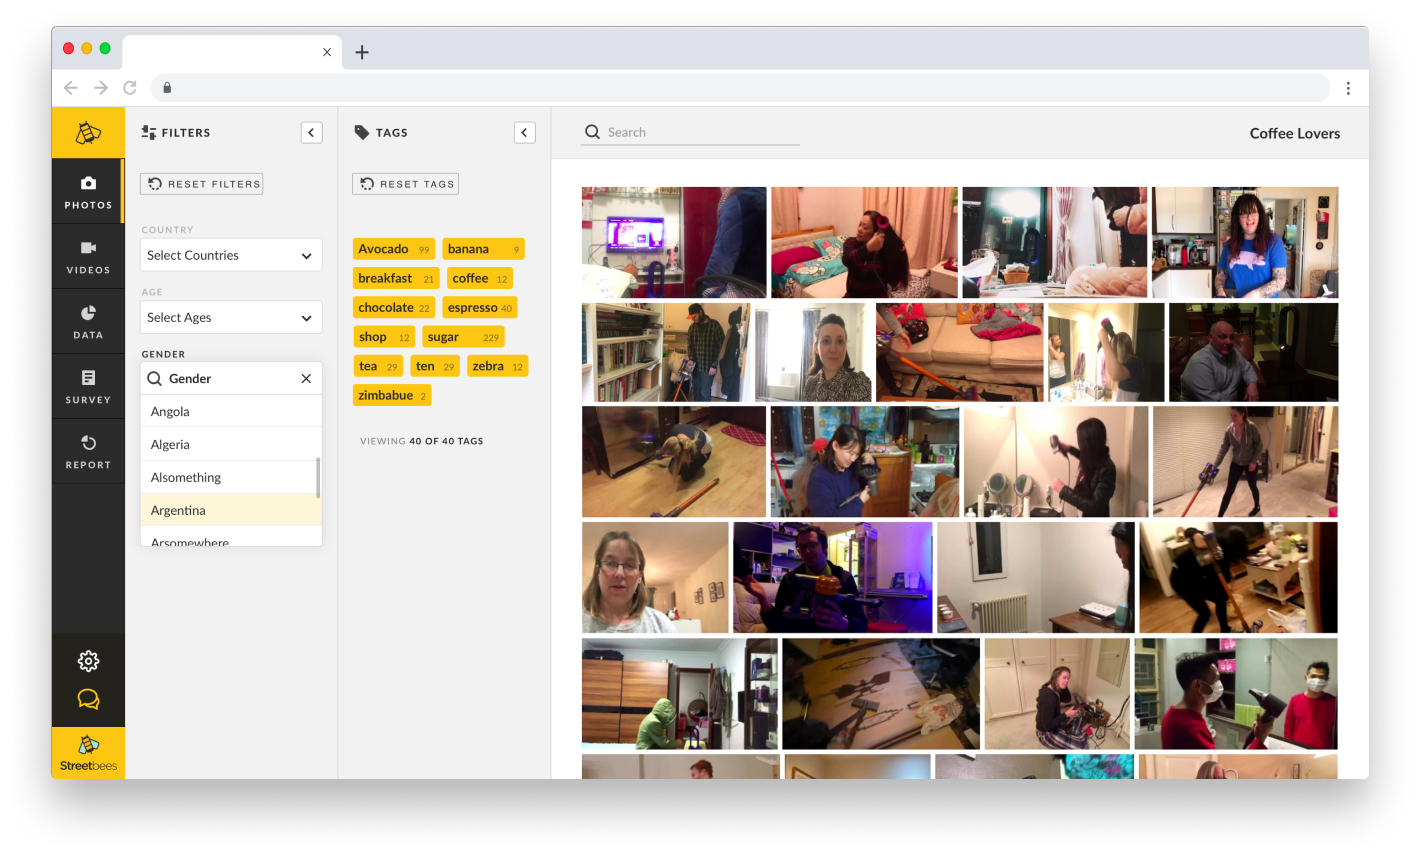 FILTERS
TAGS
Search
Coffee Lovers
RESET FILTERS
RESET TAGS
PHOTOS
VIDEOS
DATA
SURVEY
REPORT
COUNTRY
Select Countries
AGE
Select Ages
GENDER
Gender
Angola
Algeria
Alsomething
Argentina
Arsomewhere
Avocado 99 banana 9
breakfast 21 coffee 12
chocolate 22 espresso 40
shop 12 sugar 229
tea 29 ten 29 zebra 12
zimbabue 2
VIEWING 40 OF 40 TAGS
Streetbees